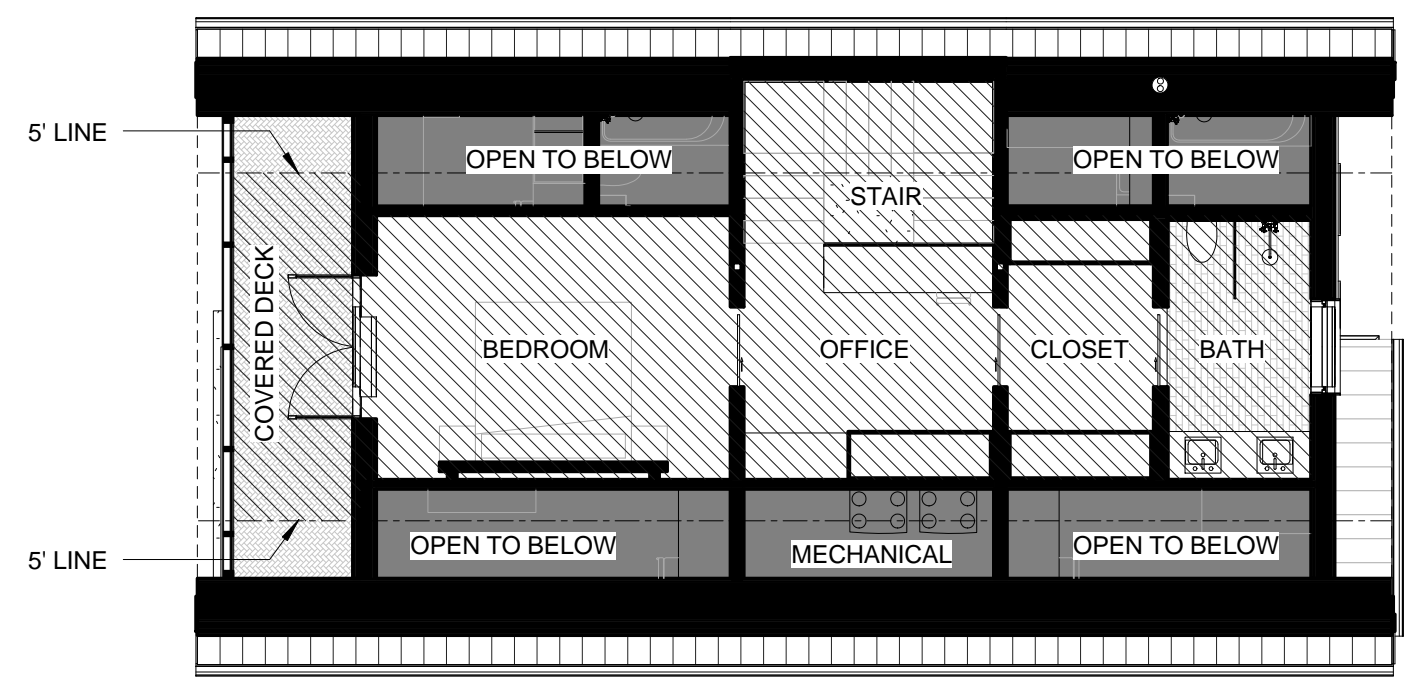 5' LINE
OPEN TO BELOW
OPEN TO BELOW
STAIR
COVERED DECK
BEDROOM
OFFICE
CLOSET
BATH
5' LINE
OPEN TO BELOW
MECHANICAL
OPEN TO BELOW